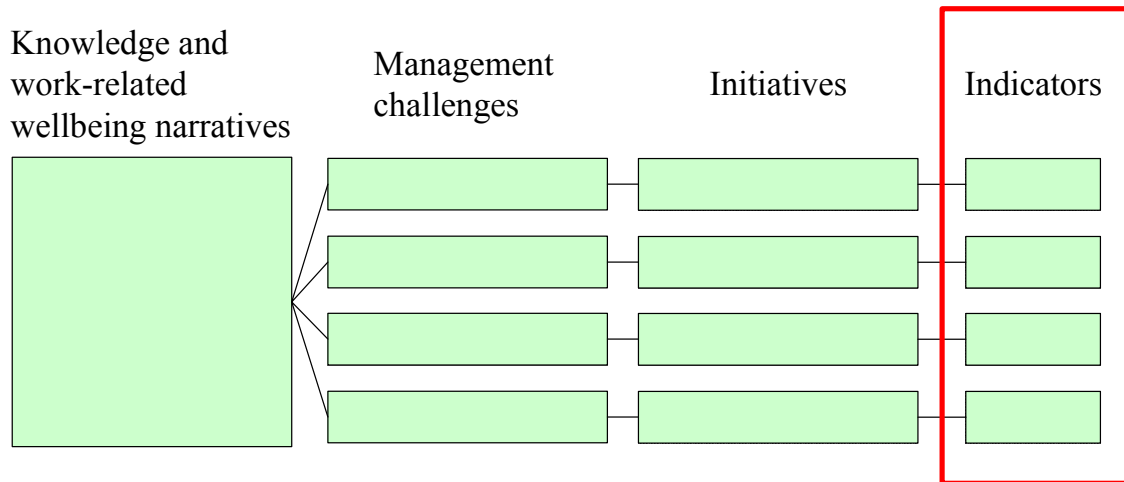 Knowledge and
work-related
wellbeing narratives
Management
challenges
Initiatives
Indicators